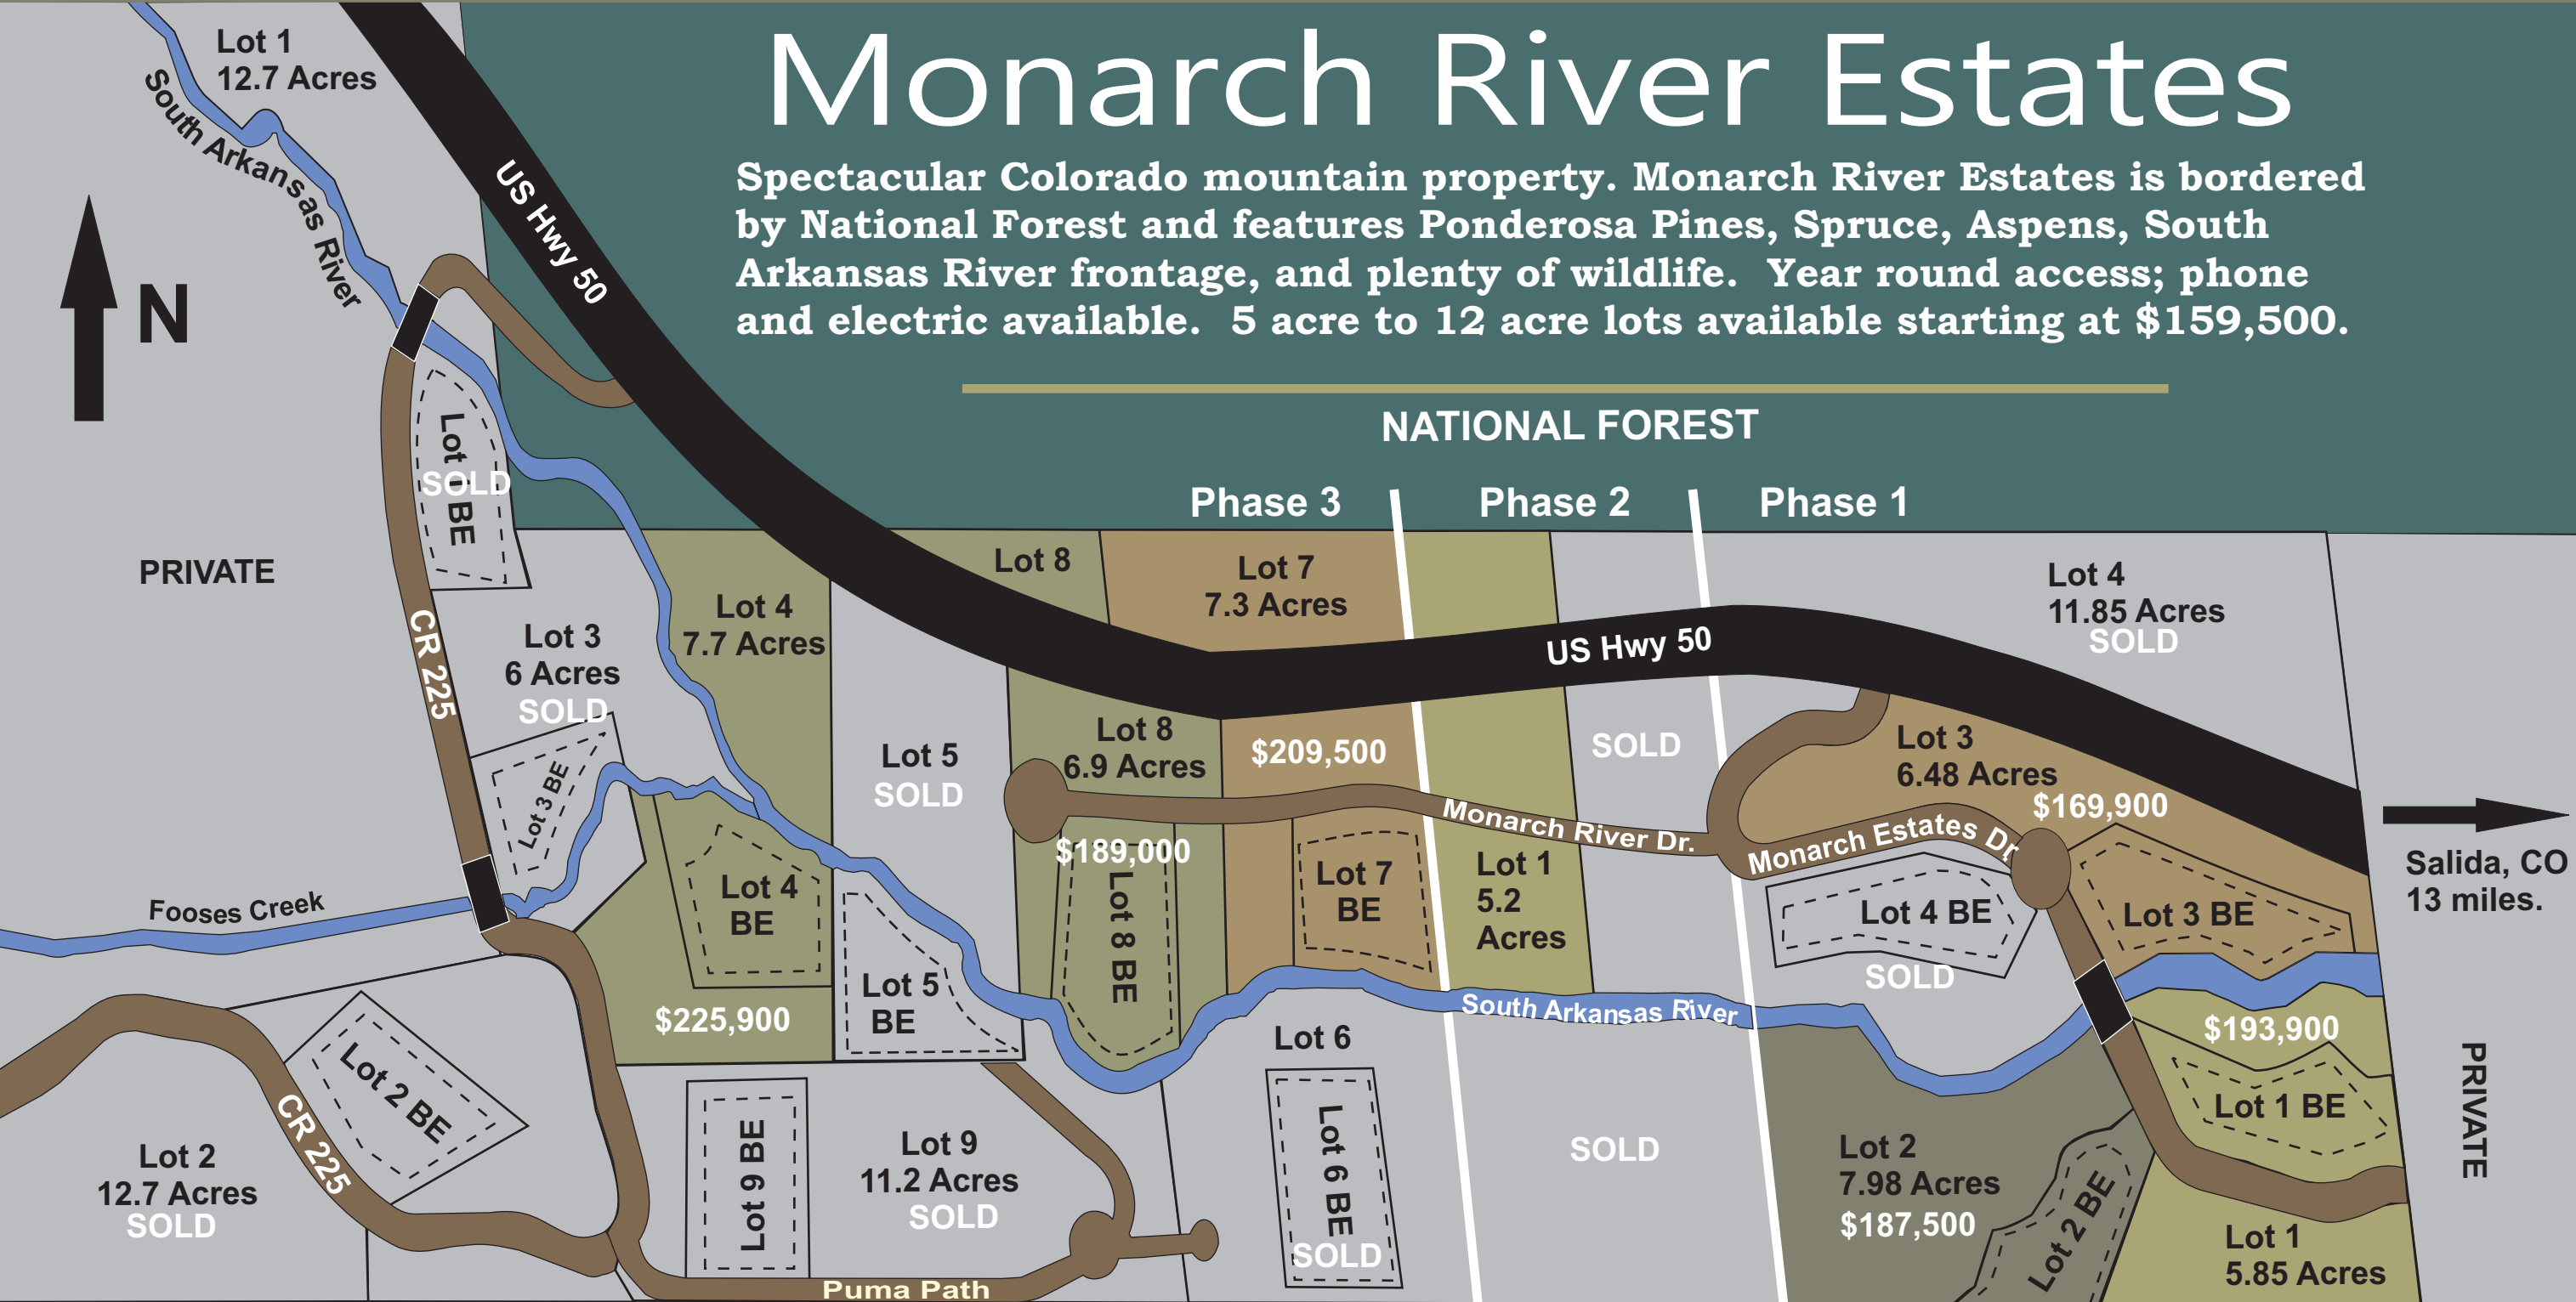 Monarch River Estates
Spectacular Colorado mountain property. Monarch River Estates is bordered
by National Forest and features Ponderosa Pines, Spruce, Aspens, South
Arkansas River frontage, and plenty of wildlife.  Year round access; phone
and electric available.  5 acre to 12 acre lots available starting at $159,500.
NATIONAL FOREST
Phase 3
Phase 2
Phase 1
Lot 1
12.7 Acres
South Arkansas River
US Hwy 50
N
Lot 1 BE
SOLD
PRIVATE
CR 225
Lot 3
6 Acres
SOLD
Lot 3 BE
Fooses Creek
Lot 4
7.7 Acres
Lot 4
BE
$225,900
Lot 5
SOLD
Lot 5
BE
Lot 8
Lot 8
6.9 Acres
$189,000
Lot 8 BE
Lot 7
7.3 Acres
$209,500
Lot 7
BE
US Hwy 50
Monarch River Dr.
Lot 1
5.2
Acres
SOLD
South Arkansas River
SOLD
Lot 4
11.85 Acres
SOLD
Lot 3
6.48 Acres
$169,900
Monarch Estates Dr.
Lot 4 BE
SOLD
Lot 3 BE
Salida, CO
13 miles.
$193,900
Lot 1 BE
PRIVATE
Lot 2
7.98 Acres
$187,500
Lot 2 BE
Lot 1
5.85 Acres
Lot 6
Lot 6 BE
SOLD
Lot 9
11.2 Acres
SOLD
Lot 9 BE
Puma Path
Lot 2 BE
CR 225
Lot 2
12.7 Acres
SOLD